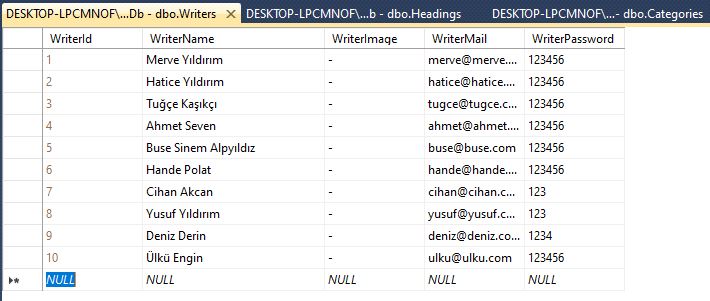 DESKTOP-LPCMNOF\...Db - dbo.Writers DESKTOP-LPCMNOF\...b - dbo.Headings DESKTOP-LPCMNOF\...- dbo.Categories
WriterId WriterName WriterImage WriterMail WriterPassword
1 Merve Yıldırım - merve@merve.... 123456
2 Hatice Yıldırım - hatice@hatice.... 123456
3 Tuğçe Kaşıkçı - tugce@tugce.c... 123456
4 Ahmet Seven - ahmet@ahmet.... 123456
5 Buse Sinem Alpyıldız - buse@buse.com 123456
6 Hande Polat - hande@hande.... 123456
7 Cihan Akcan - cihan@cihan.c... 123
8 Yusuf Yıldırım - yusuf@yusuf.c... 123
9 Deniz Derin - deniz@deniz.co... 1234
10 Ülkü Engin - ulku@ulku.com 123456
NULL NULL NULL NULL NULL